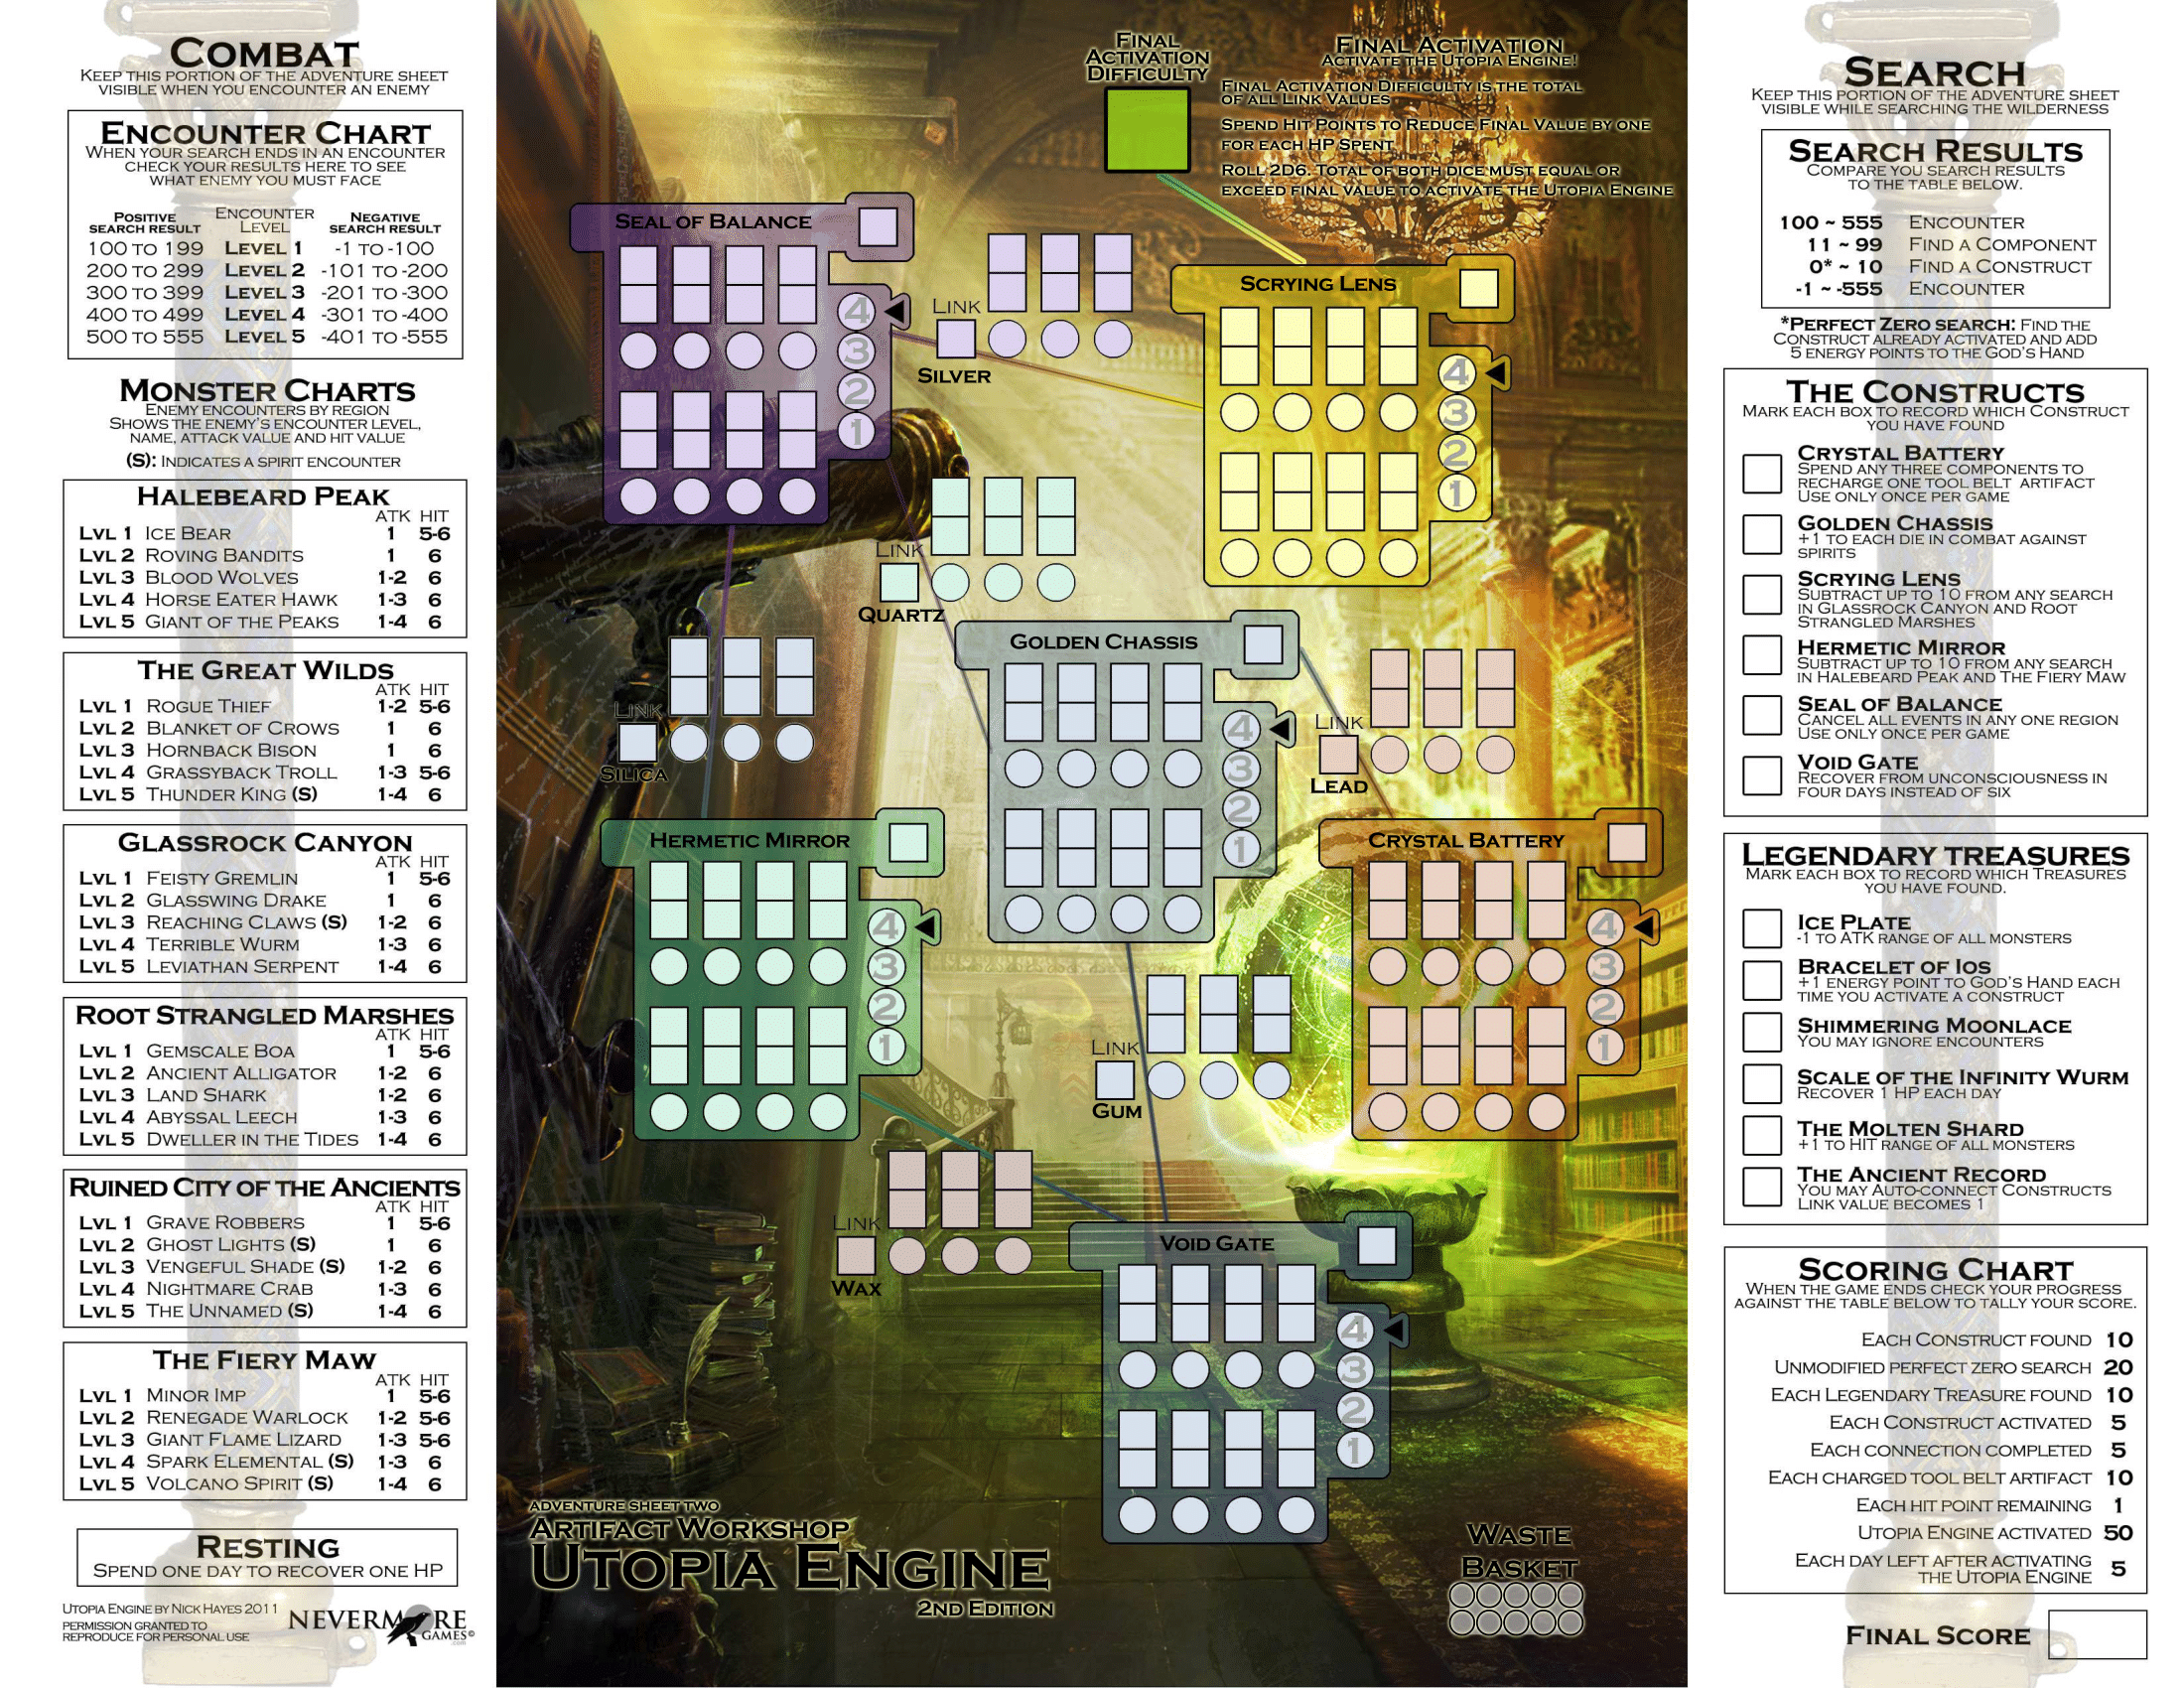 COMBAT
KEEP THIS PORTION OF THE ADVENTURE SHEET
VISIBLE WHEN YOU ENCOUNTER AN ENEMY
ENCOUNTER CHART
WHEN YOUR SEARCH ENDS IN AN ENCOUNTER
CHECK YOUR RESULTS HERE TO SEE
WHAT ENEMY YOU MUST FACE
POSITIVE SEARCH RESULT ENCOUNTER LEVEL NEGATIVE SEARCH RESULT
100 TO 199 LEVEL 1 -1 TO -100
200 TO 299 LEVEL 2 -101 TO -200
300 TO 399 LEVEL 3 -201 TO -300
400 TO 499 LEVEL 4 -301 TO -400
500 TO 555 LEVEL 5 -401 TO -555
MONSTER CHARTS
ENEMY ENCOUNTERS BY REGION
SHOWS THE ENEMY'S ENCOUNTER LEVEL,
NAME, ATTACK VALUE AND HIT VALUE
(S): INDICATES A SPIRIT ENCOUNTER
HALEBEARD PEAK
ATK HIT
LVL 1 ICE BEAR 1 5-6
LVL 2 ROVING BANDITS 1 6
LVL 3 BLOOD WOLVES 1-2 6
LVL 4 HORSE EATER HAWK 1-3 6
LVL 5 GIANT OF THE PEAKS 1-4 6
THE GREAT WILDS
ATK HIT
LVL 1 ROGUE THIEF 1-2 5-6
LVL 2 BLANKET OF CROWS 1 6
LVL 3 HORNBACK BISON 1 6
LVL 4 GRASSYBACK TROLL 1-3 5-6
LVL 5 THUNDER KING (S) 1-4 6
GLASSROCK CANYON
ATK HIT
LVL 1 FEISTY GREMLIN 1 5-6
LVL 2 GLASSWING DRAKE 1 6
LVL 3 REACHING CLAWS (S) 1-2 6
LVL 4 TERRIBLE WURM 1-3 6
LVL 5 LEVIATHAN SERPENT 1-4 6
ROOT STRANGLED MARSHES
ATK HIT
LVL 1 GEMSCALE BOA 1 5-6
LVL 2 ANCIENT ALLIGATOR 1-2 6
LVL 3 LAND SHARK 1-2 6
LVL 4 ABYSSAL LEECH 1-3 6
LVL 5 DWELLER IN THE TIDES 1-4 6
RUINED CITY OF THE ANCIENTS
ATK HIT
LVL 1 GRAVE ROBBERS 1 5-6
LVL 2 GHOST LIGHTS (S) 1 6
LVL 3 VENGEFUL SHADE (S) 1-2 6
LVL 4 NIGHTMARE CRAB 1-3 6
LVL 5 THE UNNAMED (S) 1-4 6
THE FIERY MAW
ATK HIT
LVL 1 MINOR IMP 1 5-6
LVL 2 RENEGADE WARLOCK 1-2 5-6
LVL 3 GIANT FLAME LIZARD 1-3 5-6
LVL 4 SPARK ELEMENTAL (S) 1-3 6
LVL 5 VOLCANO SPIRIT (S) 1-4 6
RESTING
SPEND ONE DAY TO RECOVER ONE HP
UTOPIA ENGINE BY NICK HAYES 2011
PERMISSION GRANTED TO
REPRODUCE FOR PERSONAL USE
NEVERMORE
GAMES©
.com
FINAL
ACTIVATION
DIFFICULTY
FINAL ACTIVATION
ACTIVATE THE UTOPIA ENGINE!
FINAL ACTIVATION DIFFICULTY IS THE TOTAL
OF ALL LINK VALUES
SPEND HIT POINTS TO REDUCE FINAL VALUE BY ONE
FOR EACH HP SPENT
ROLL 2D6. TOTAL OF BOTH DICE MUST EQUAL OR
EXCEED FINAL VALUE TO ACTIVATE THE UTOPIA ENGINE
SEAL OF BALANCE
4
3
2
1
LINK
SILVER
SCRYING LENS
4
3
2
1
LINK
QUARTZ
LINK
SILICA
GOLDEN CHASSIS
4
3
2
1
LINK
LEAD
HERMETIC MIRROR
4
3
2
1
CRYSTAL BATTERY
4
3
2
1
LINK
GUM
LINK
WAX
VOID GATE
4
3
2
1
ADVENTURE SHEET TWO
ARTIFACT WORKSHOP
UTOPIA ENGINE
2ND EDITION
WASTE
BASKET
SEARCH
KEEP THIS PORTION OF THE ADVENTURE SHEET
VISIBLE WHILE SEARCHING THE WILDERNESS
SEARCH RESULTS
COMPARE YOU SEARCH RESULTS
TO THE TABLE BELOW.
100 ~ 555 ENCOUNTER
11 ~ 99 FIND A COMPONENT
0* ~ 10 FIND A CONSTRUCT
-1 ~ -555 ENCOUNTER
*PERFECT ZERO SEARCH: FIND THE
CONSTRUCT ALREADY ACTIVATED AND ADD
5 ENERGY POINTS TO THE GOD'S HAND
THE CONSTRUCTS
MARK EACH BOX TO RECORD WHICH CONSTRUCT
YOU HAVE FOUND
CRYSTAL BATTERY
SPEND ANY THREE COMPONENTS TO
RECHARGE ONE TOOL BELT ARTIFACT
USE ONLY ONCE PER GAME
GOLDEN CHASSIS
+1 TO EACH DIE IN COMBAT AGAINST
SPIRITS
SCRYING LENS
SUBTRACT UP TO 10 FROM ANY SEARCH
IN GLASSROCK CANYON AND ROOT
STRANGLED MARSHES
HERMETIC MIRROR
SUBTRACT UP TO 10 FROM ANY SEARCH
IN HALEBEARD PEAK AND THE FIERY MAW
SEAL OF BALANCE
CANCEL ALL EVENTS IN ANY ONE REGION
USE ONLY ONCE PER GAME
VOID GATE
RECOVER FROM UNCONSCIOUSNESS IN
FOUR DAYS INSTEAD OF SIX
LEGENDARY TREASURES
MARK EACH BOX TO RECORD WHICH TREASURES
YOU HAVE FOUND.
ICE PLATE
-1 TO ATK RANGE OF ALL MONSTERS
BRACELET OF IOS
+1 ENERGY POINT TO GOD'S HAND EACH
TIME YOU ACTIVATE A CONSTRUCT
SHIMMERING MOONLACE
YOU MAY IGNORE ENCOUNTERS
SCALE OF THE INFINITY WURM
RECOVER 1 HP EACH DAY
THE MOLTEN SHARD
+1 TO HIT RANGE OF ALL MONSTERS
THE ANCIENT RECORD
YOU MAY AUTO-CONNECT CONSTRUCTS
LINK VALUE BECOMES 1
SCORING CHART
WHEN THE GAME ENDS CHECK YOUR PROGRESS
AGAINST THE TABLE BELOW TO TALLY YOUR SCORE.
EACH CONSTRUCT FOUND 10
UNMODIFIED PERFECT ZERO SEARCH 20
EACH LEGENDARY TREASURE FOUND 10
EACH CONSTRUCT ACTIVATED 5
EACH CONNECTION COMPLETED 5
EACH CHARGED TOOL BELT ARTIFACT 10
EACH HIT POINT REMAINING 1
UTOPIA ENGINE ACTIVATED 50
EACH DAY LEFT AFTER ACTIVATING
THE UTOPIA ENGINE 5
FINAL SCORE